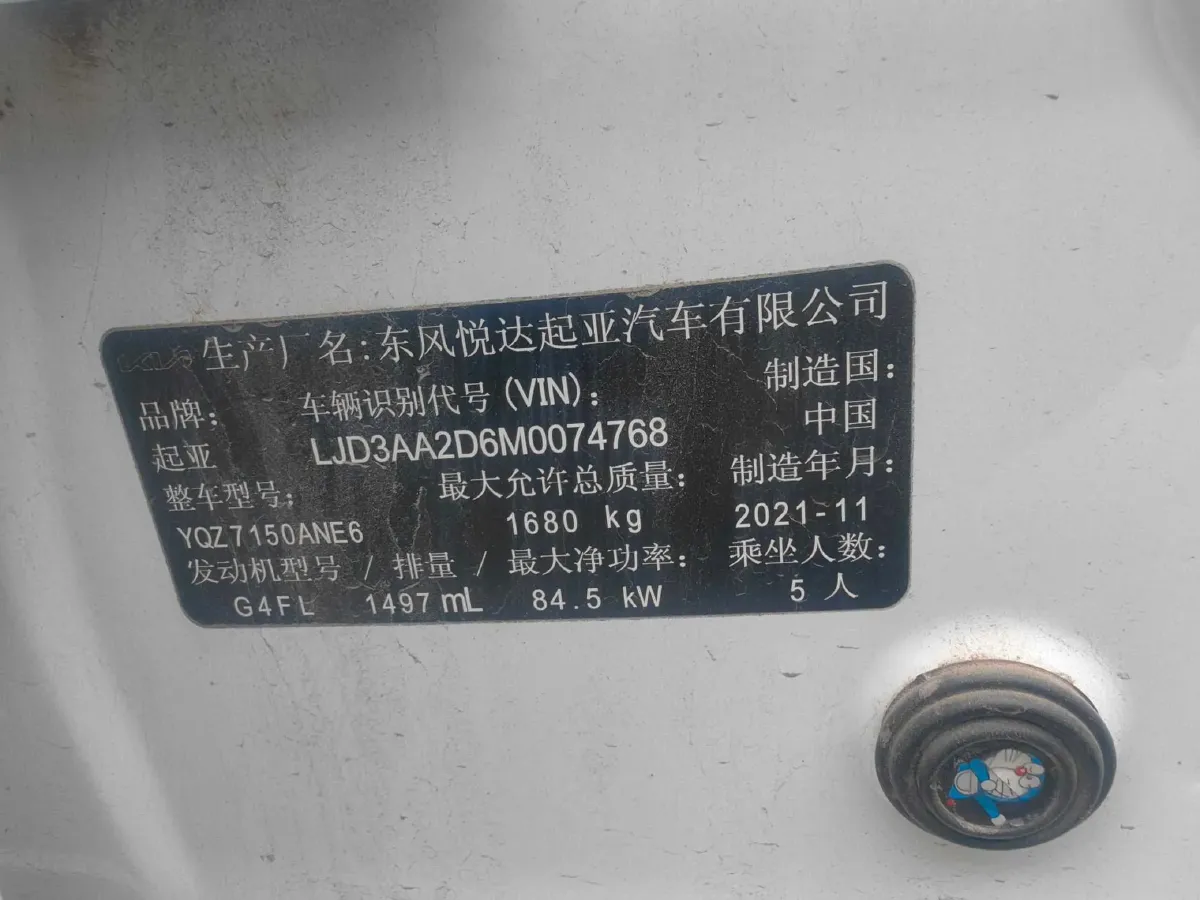 KIA 生产厂名:东风悦达起亚汽车有限公司
品牌: 车辆识别代号(VIN): 制造国:
起亚 LJD3AA2D6M0074768 中国
整车型号: 最大允许总质量: 制造年月:
YQZ7150ANE6 1680 kg 2021-11
发动机型号 / 排量 / 最大净功率: 乘坐人数:
G4FL 1497 mL 84.5 kW 5 人